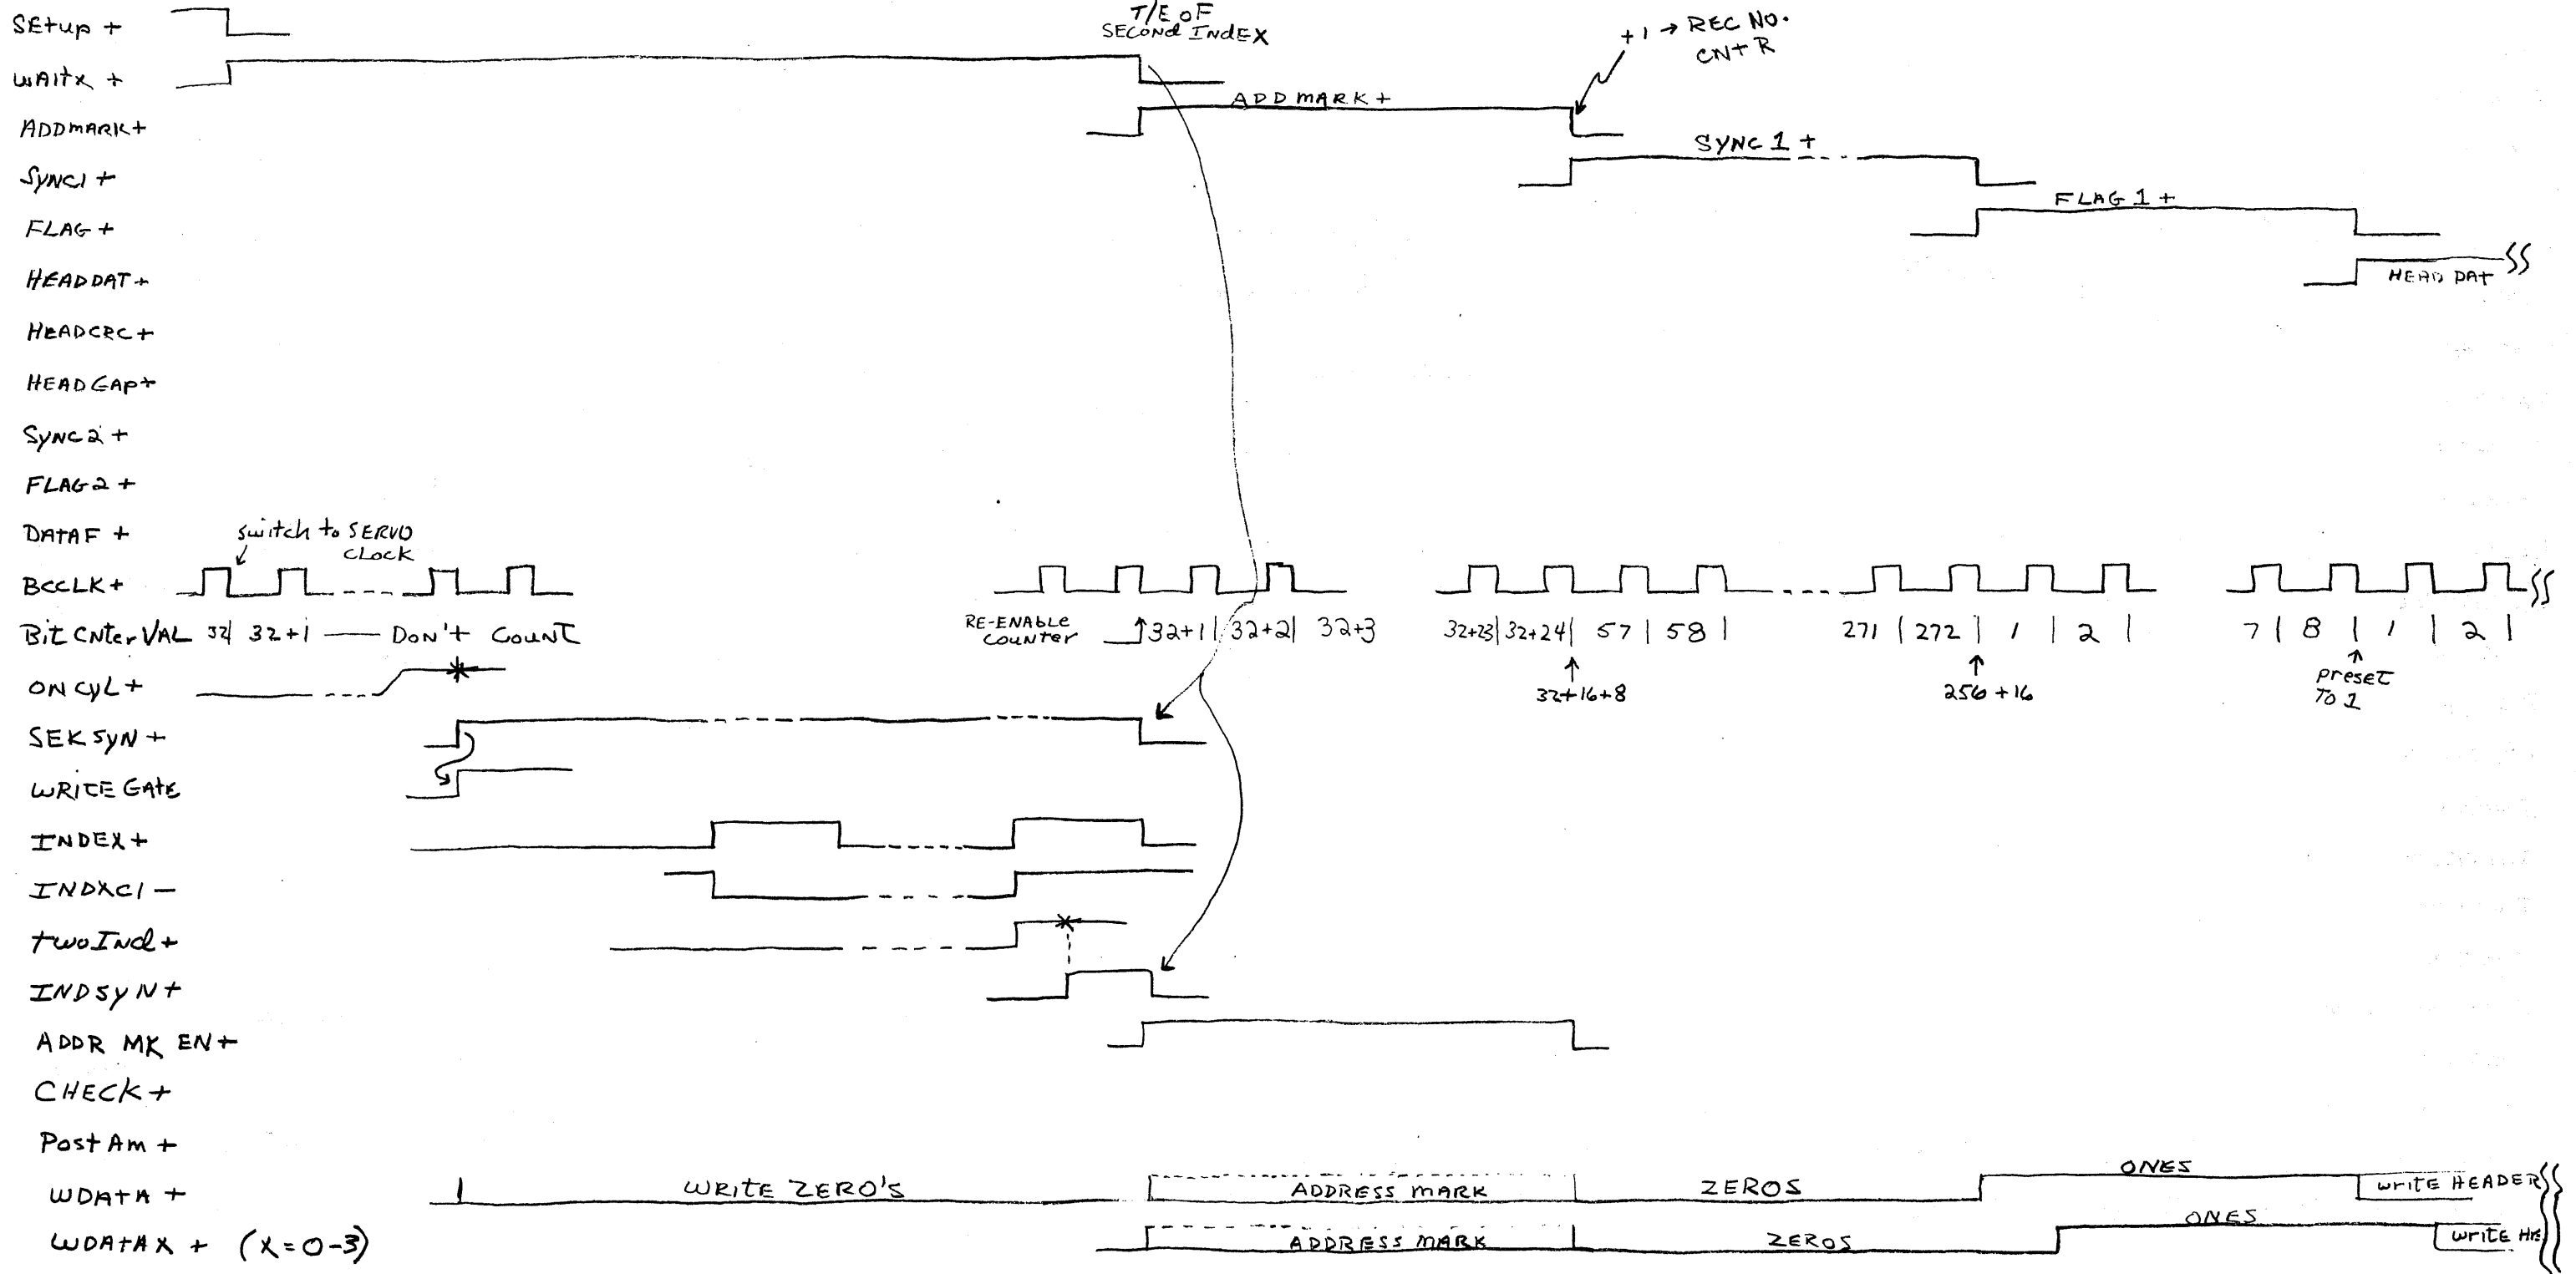 SEtup +
T/E OF
SECOND INDEX
+1 → REC NO.
CNTR
WAItx +
ADDMARK+
ADDMARK+
SYNC1 +
SYNC 1 +
FLAG +
FLAG 1 +
HEADDAT+
HEAD DAt
HEADCRC+
HEADGAP+
SYNC2 +
FLAG2 +
DATAF +
switch to SERVO
CLOCK
BCCLK+
Bit CNter VAL 32| 32+1 — DON'T COUNT
RE-ENABLE
COUNTER
↑32+1| 32+2| 32+3
32+23|32+24| 57 | 58 |
271 | 272 | 1 | 2 |
7 | 8 | 1 | 2 |
↑
32+16+8
↑
256 +16
↑
preset
TO 1
ON CYL+
SEKSYN+
WRITE GATE
INDEX+
INDXC1 -
twoInd+
INDSYN+
ADDR MK EN+
CHECK+
PostAm +
WDATA +
WRITE ZERO'S
ADDRESS MARK
ZEROS
ONES
write HEADER
WDATAX + (X=0-3)
ADDRESS MARK
ZEROS
ONES
write HE